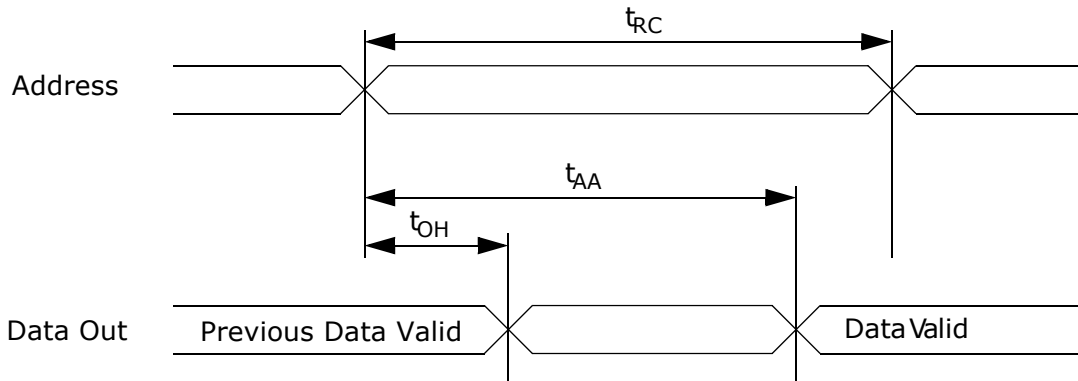 tRC
Address
tAA
tOH
Data Out
Previous Data Valid
Data Valid